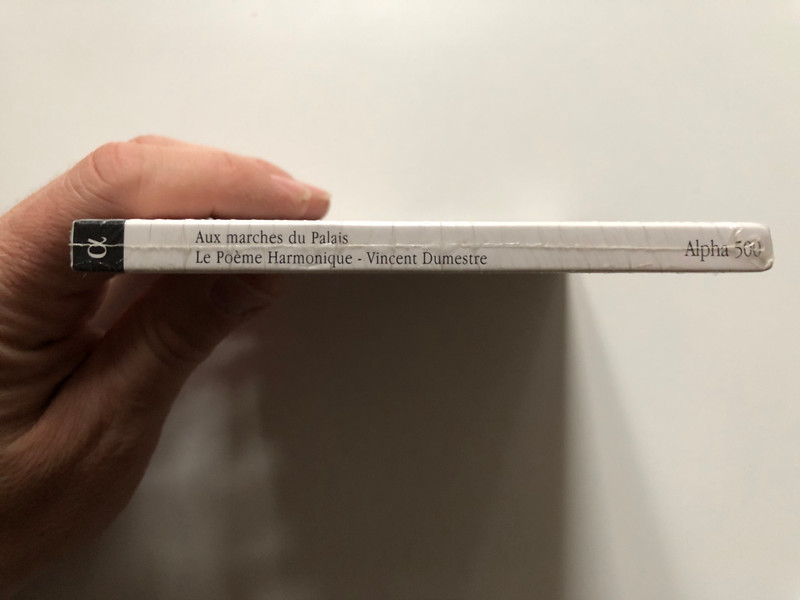 α
Aux marches du Palais
Le Poème Harmonique - Vincent Dumestre
Alpha 500